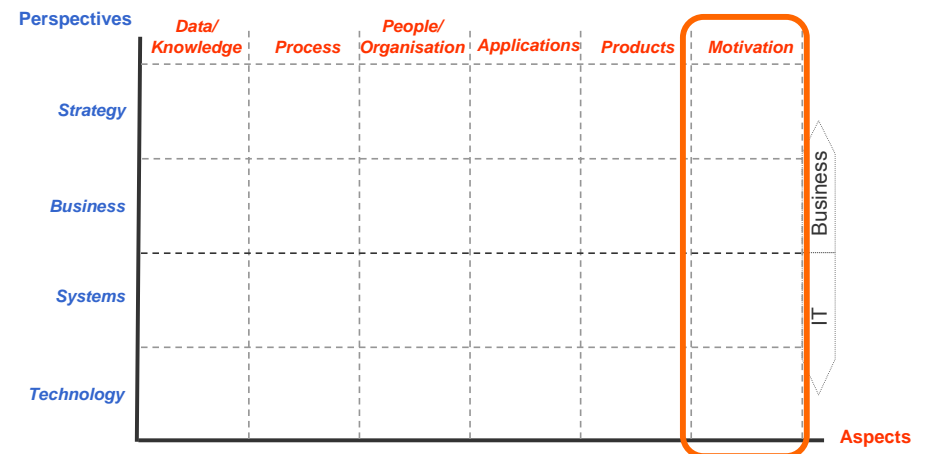 Perspectives
Data/
Knowledge
Process
People/
Organisation
Applications
Products
Motivation
Strategy
Business
Systems
Technology
Business
IT
Aspects